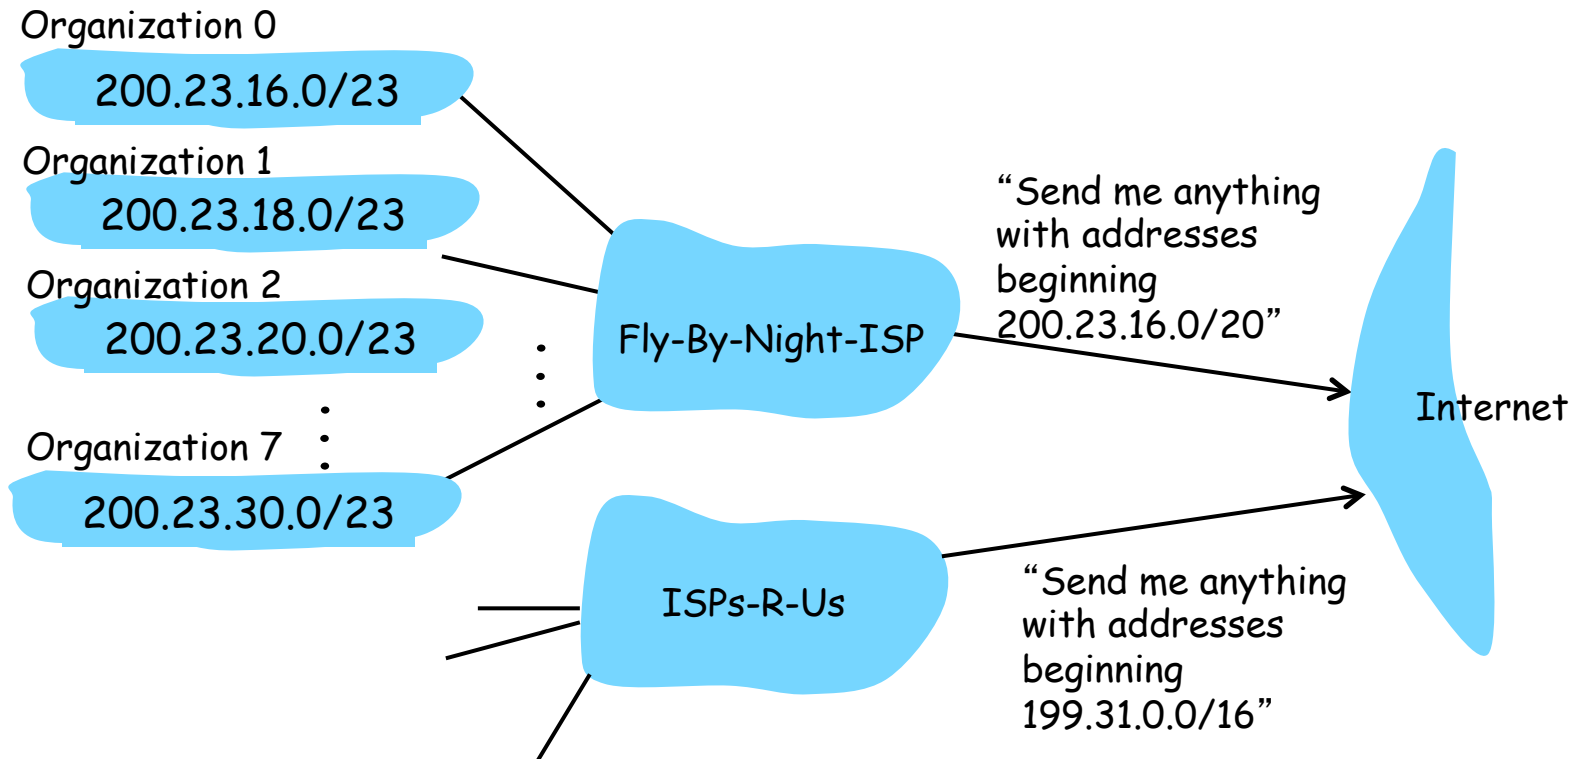 Organization 0
200.23.16.0/23
Organization 1
200.23.18.0/23
Organization 2
200.23.20.0/23
Organization 7
200.23.30.0/23
Fly-By-Night-ISP
“Send me anything
with addresses
beginning
200.23.16.0/20”
Internet
ISPs-R-Us
“Send me anything
with addresses
beginning
199.31.0.0/16”